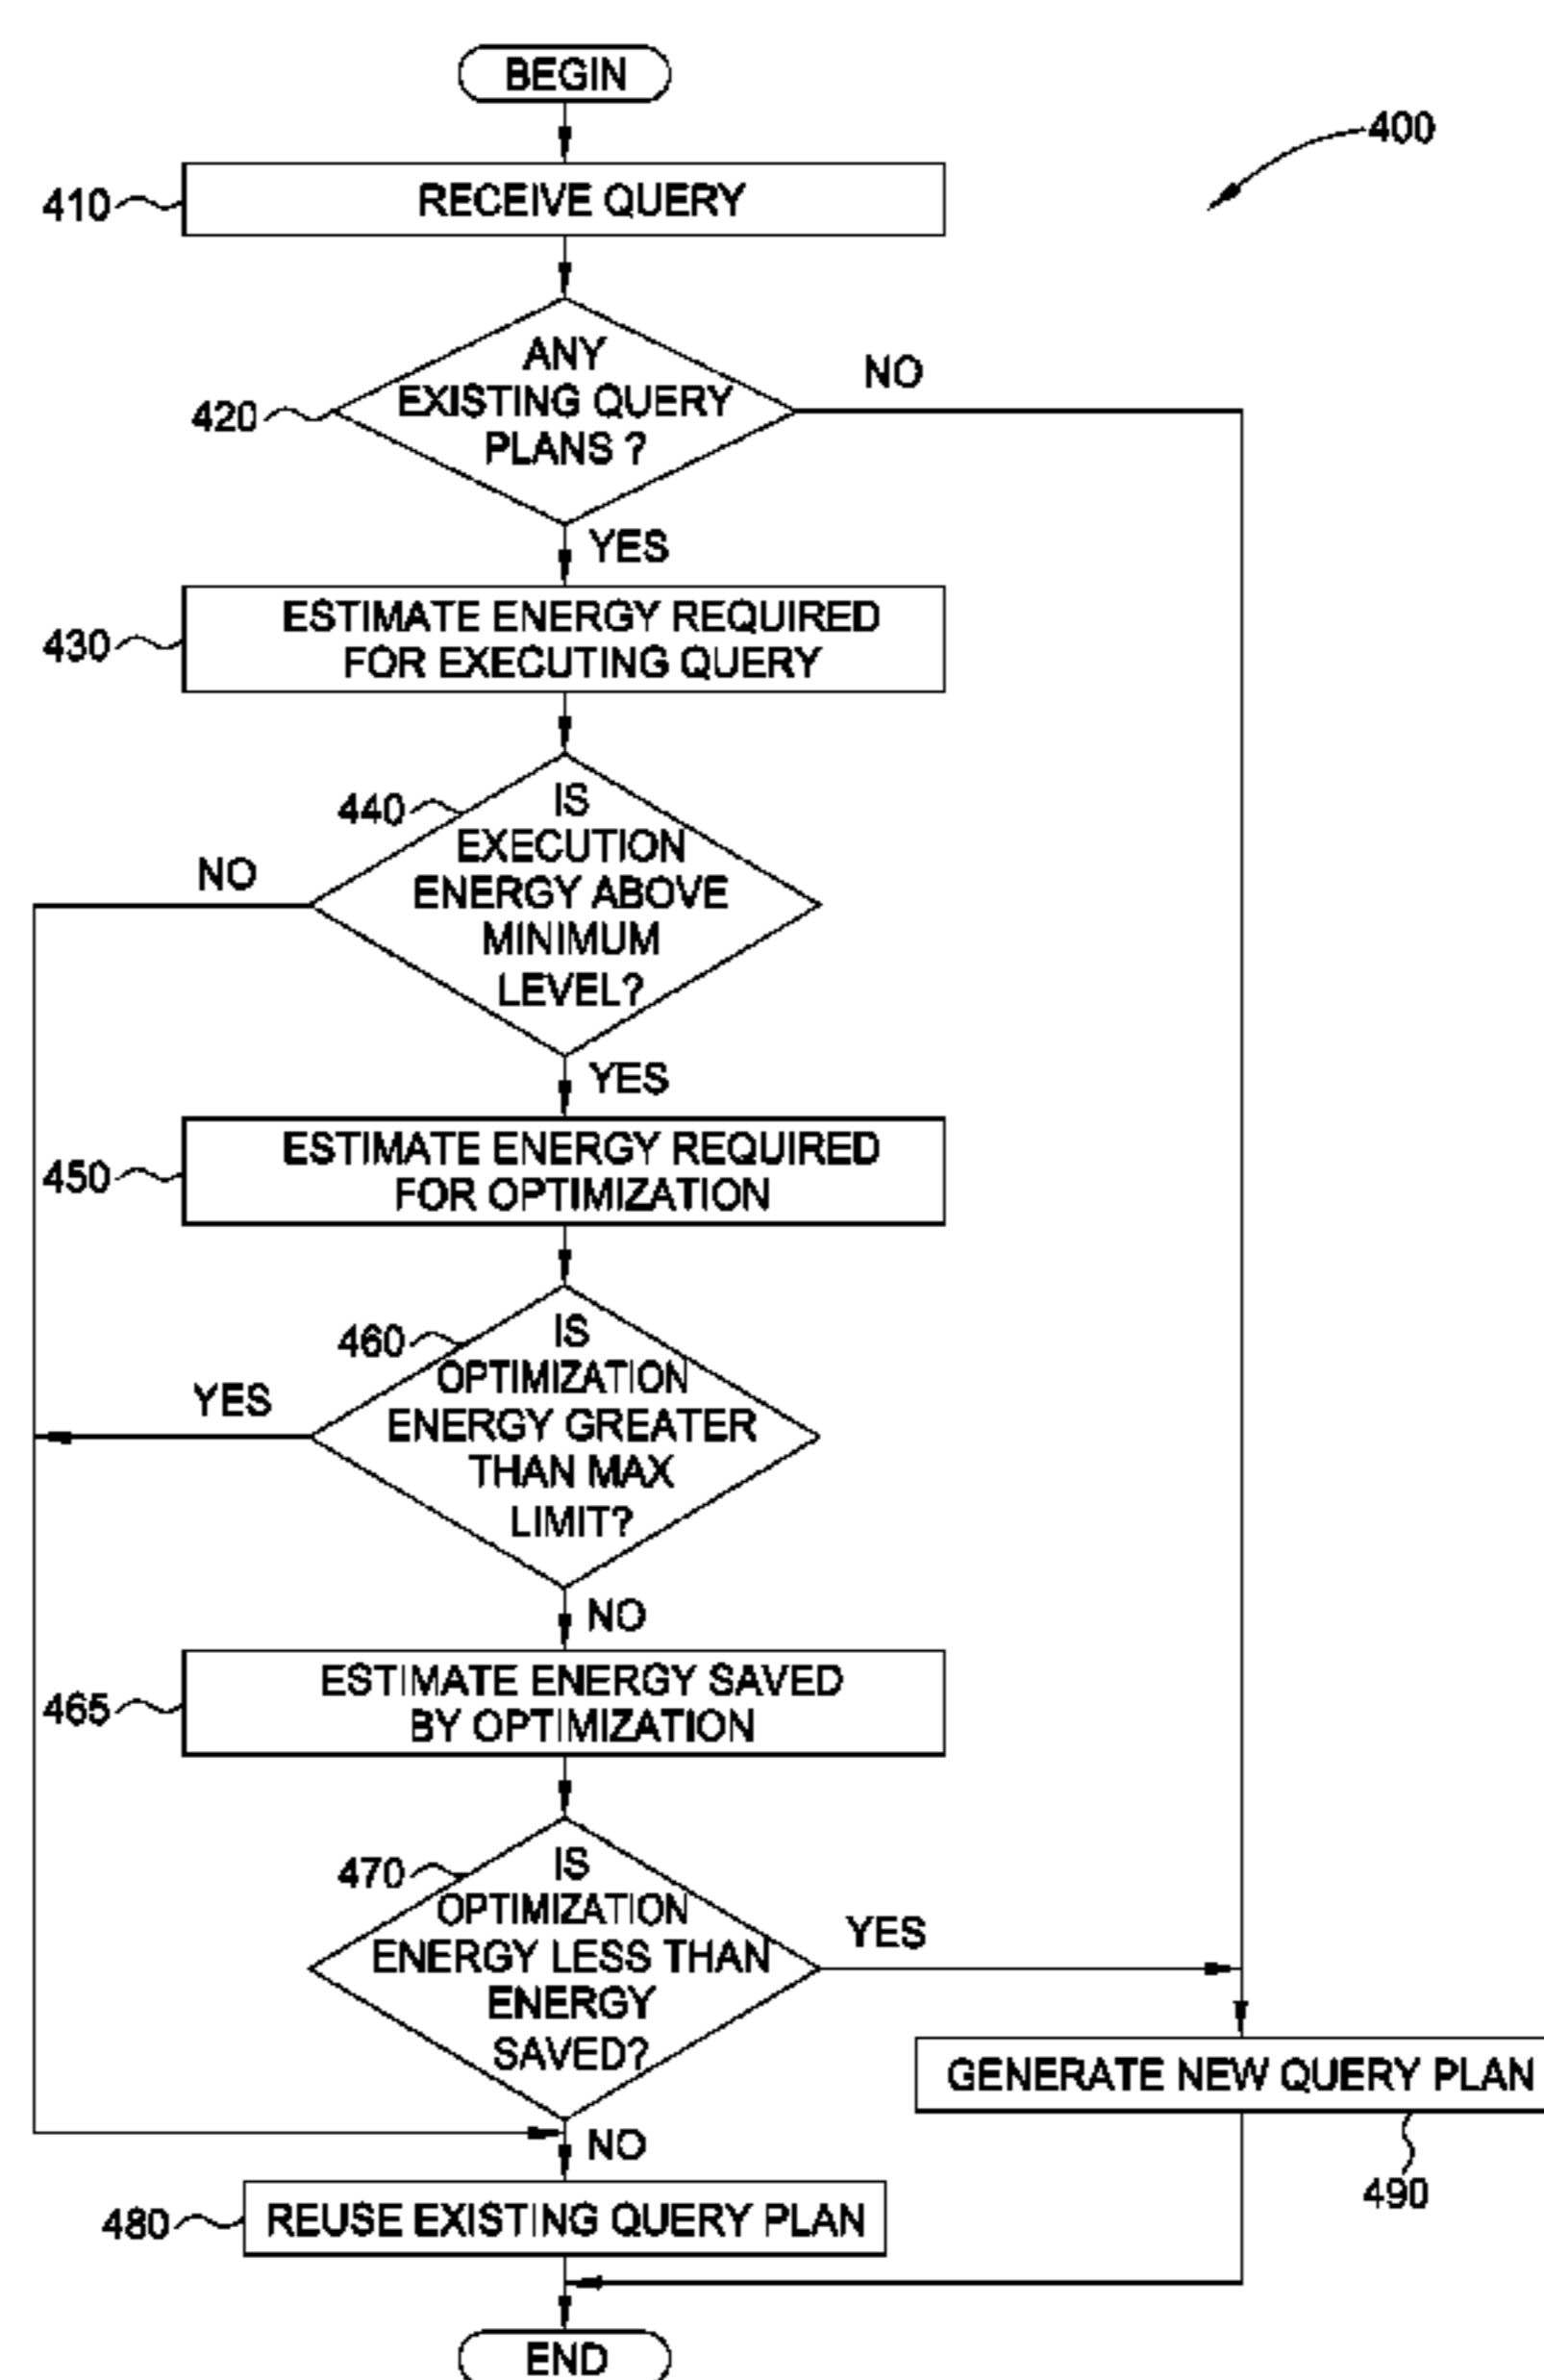 BEGIN
400
410
RECEIVE QUERY
ANY
EXISTING QUERY
PLANS ?
NO
420
YES
430
ESTIMATE ENERGY REQUIRED
FOR EXECUTING QUERY
440
IS
EXECUTION
ENERGY ABOVE
MINIMUM
LEVEL?
NO
YES
450
ESTIMATE ENERGY REQUIRED
FOR OPTIMIZATION
460
IS
OPTIMIZATION
ENERGY GREATER
THAN MAX
LIMIT?
YES
NO
465
ESTIMATE ENERGY SAVED
BY OPTIMIZATION
470
IS
OPTIMIZATION
ENERGY LESS THAN
ENERGY
SAVED?
YES
NO
GENERATE NEW QUERY PLAN
490
480
REUSE EXISTING QUERY PLAN
END